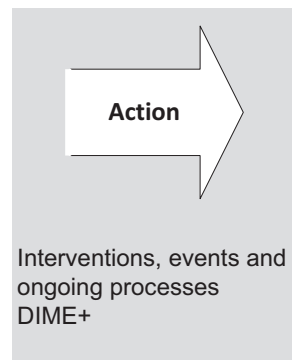 Action
Interventions, events and
ongoing processes
DIME+